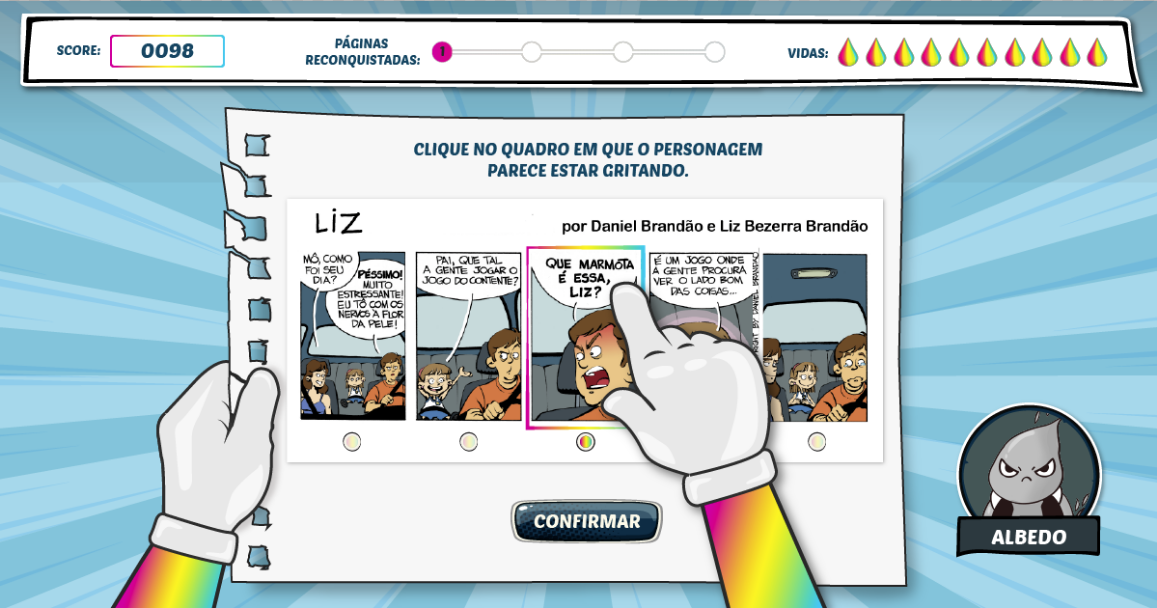 SCORE:
0098
PÁGINAS
RECONQUISTADAS:
1
VIDAS:
CLIQUE NO QUADRO EM QUE O PERSONAGEM
PARECE ESTAR GRITANDO.
LIZ
por Daniel Brandão e Liz Bezerra Brandão
MÔ, COMO
FOI SEU
DIA?
PÉSSIMO!
MUITO
ESTRESSANTE!
EU TÔ COM OS
NERVOS À FLOR
DA PELE!
PAI, QUE TAL
A GENTE JOGAR O
JOGO DO CONTENTE?
QUE MARMOTA
É ESSA,
LIZ?
É UM JOGO ONDE
A GENTE PROCURA
VER O LADO BOM
DAS COISAS...
BY DANIEL BRANDÃO
CONFIRMAR
ALBEDO